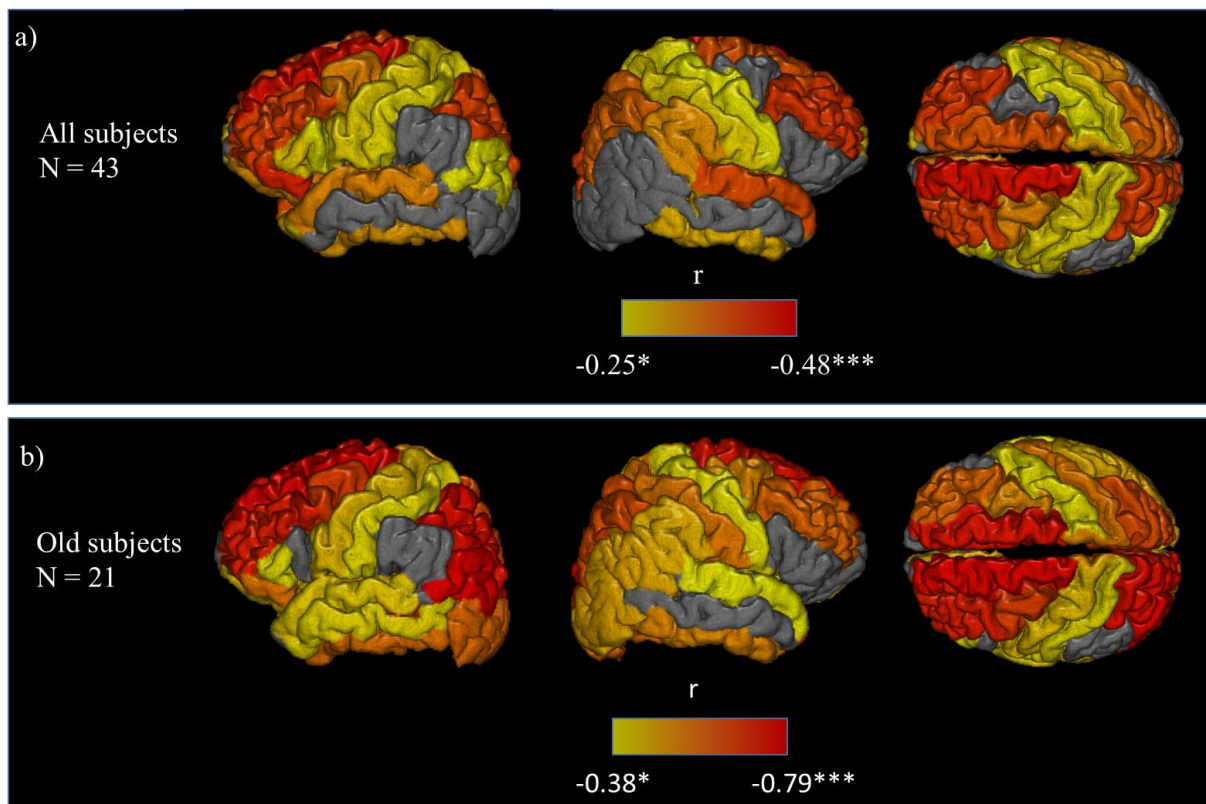 a)
All subjects
N = 43
r
-0.25* -0.48***
b)
Old subjects
N = 21
r
-0.38* -0.79***